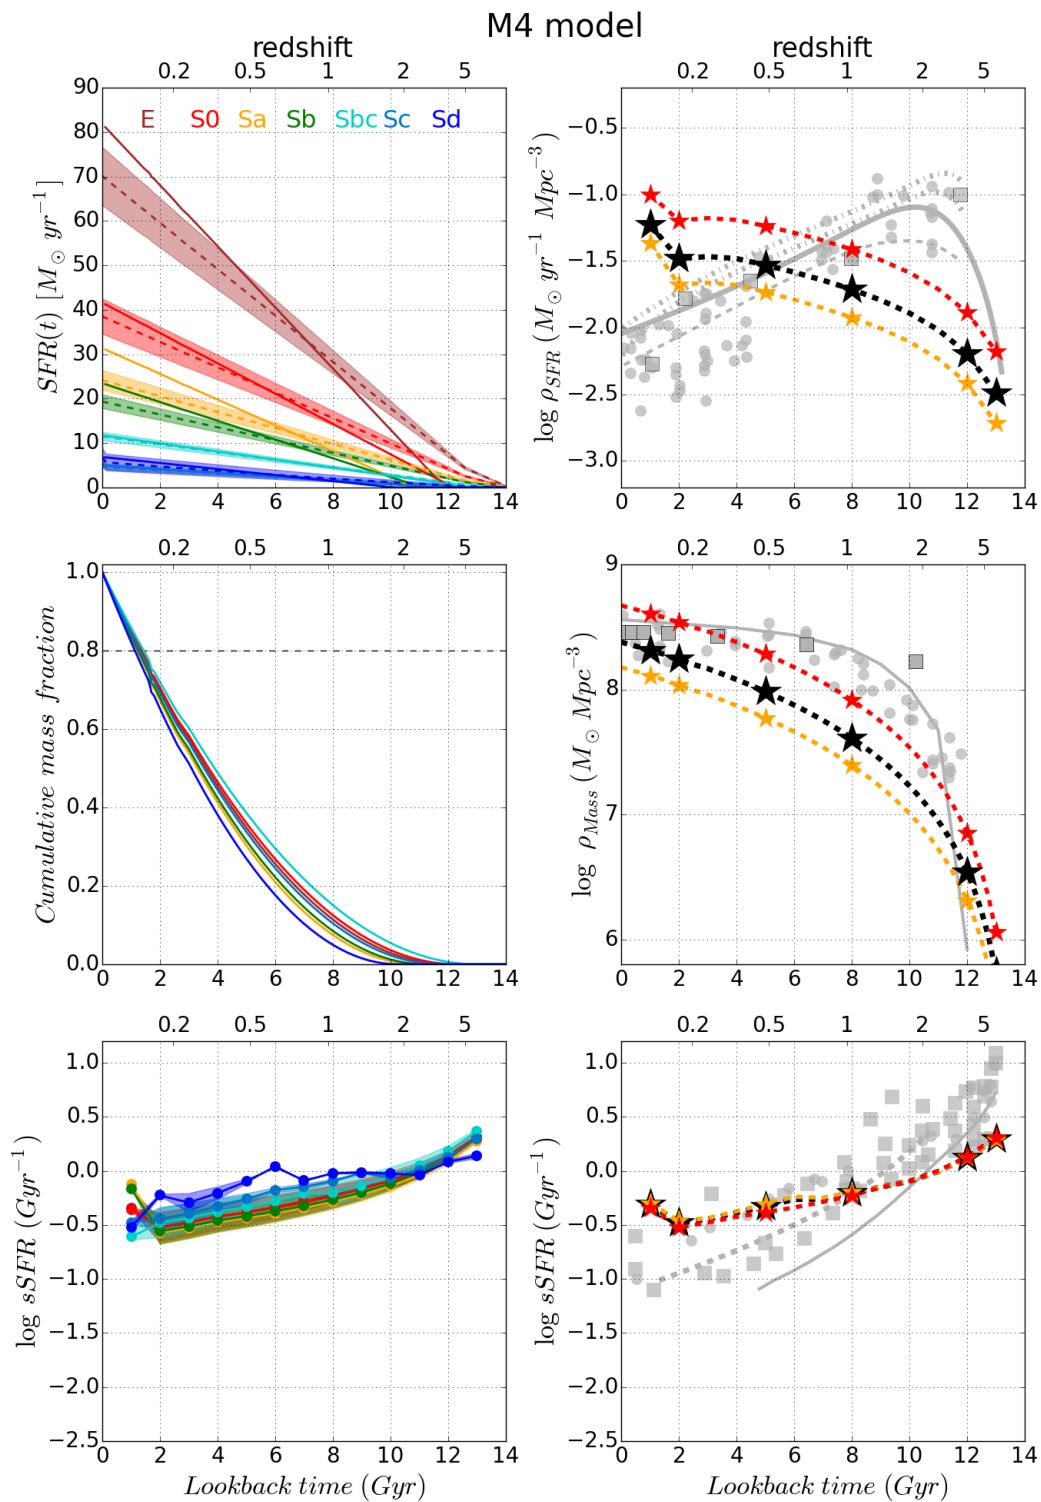 M4 model
redshift
redshift
0.2 0.5 1 2 5
0.2 0.5 1 2 5
90
80
70
60
50
40
30
20
10
0
SFR(t) [M⊙ yr⁻¹]
E S0 Sa Sb Sbc Sc Sd
0 2 4 6 8 10 12 14
−0.5
−1.0
−1.5
−2.0
−2.5
−3.0
log ρSFR (M⊙ yr⁻¹ Mpc⁻³)
0 2 4 6 8 10 12 14
0.2 0.5 1 2 5
1.0
0.8
0.6
0.4
0.2
0.0
Cumulative mass fraction
0 2 4 6 8 10 12 14
0.2 0.5 1 2 5
9
8
7
6
log ρMass (M⊙ Mpc⁻³)
0 2 4 6 8 10 12 14
0.2 0.5 1 2 5
1.0
0.5
0.0
−0.5
−1.0
−1.5
−2.0
−2.5
log sSFR (Gyr⁻¹)
0 2 4 6 8 10 12 14
Lookback time (Gyr)
0.2 0.5 1 2 5
1.0
0.5
0.0
−0.5
−1.0
−1.5
−2.0
−2.5
log sSFR (Gyr⁻¹)
0 2 4 6 8 10 12 14
Lookback time (Gyr)